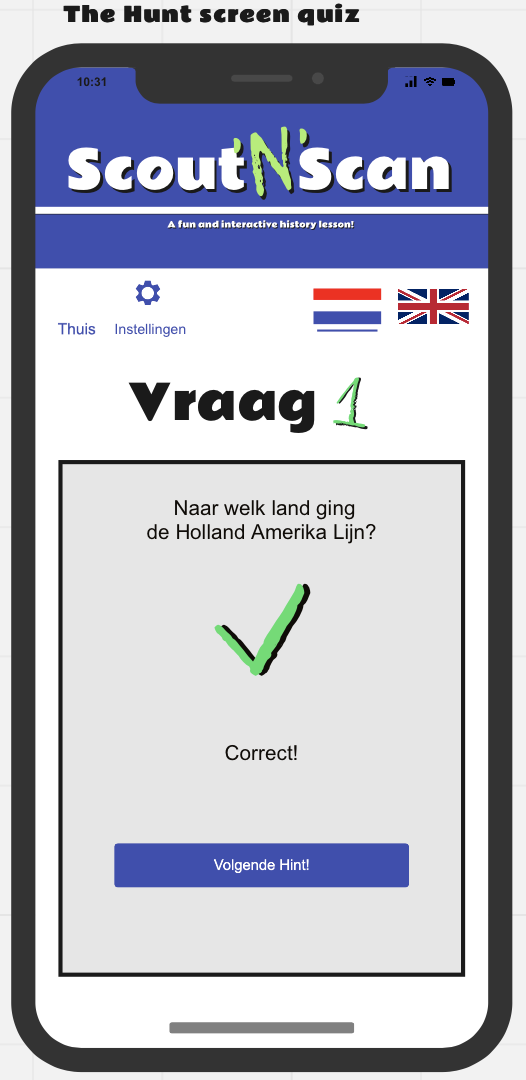 The Hunt screen quiz
10:31
Scout'N'Scan
A fun and interactive history lesson!
Thuis
Instellingen
Vraag 1
Naar welk land ging
de Holland Amerika Lijn?
Correct!
Volgende Hint!